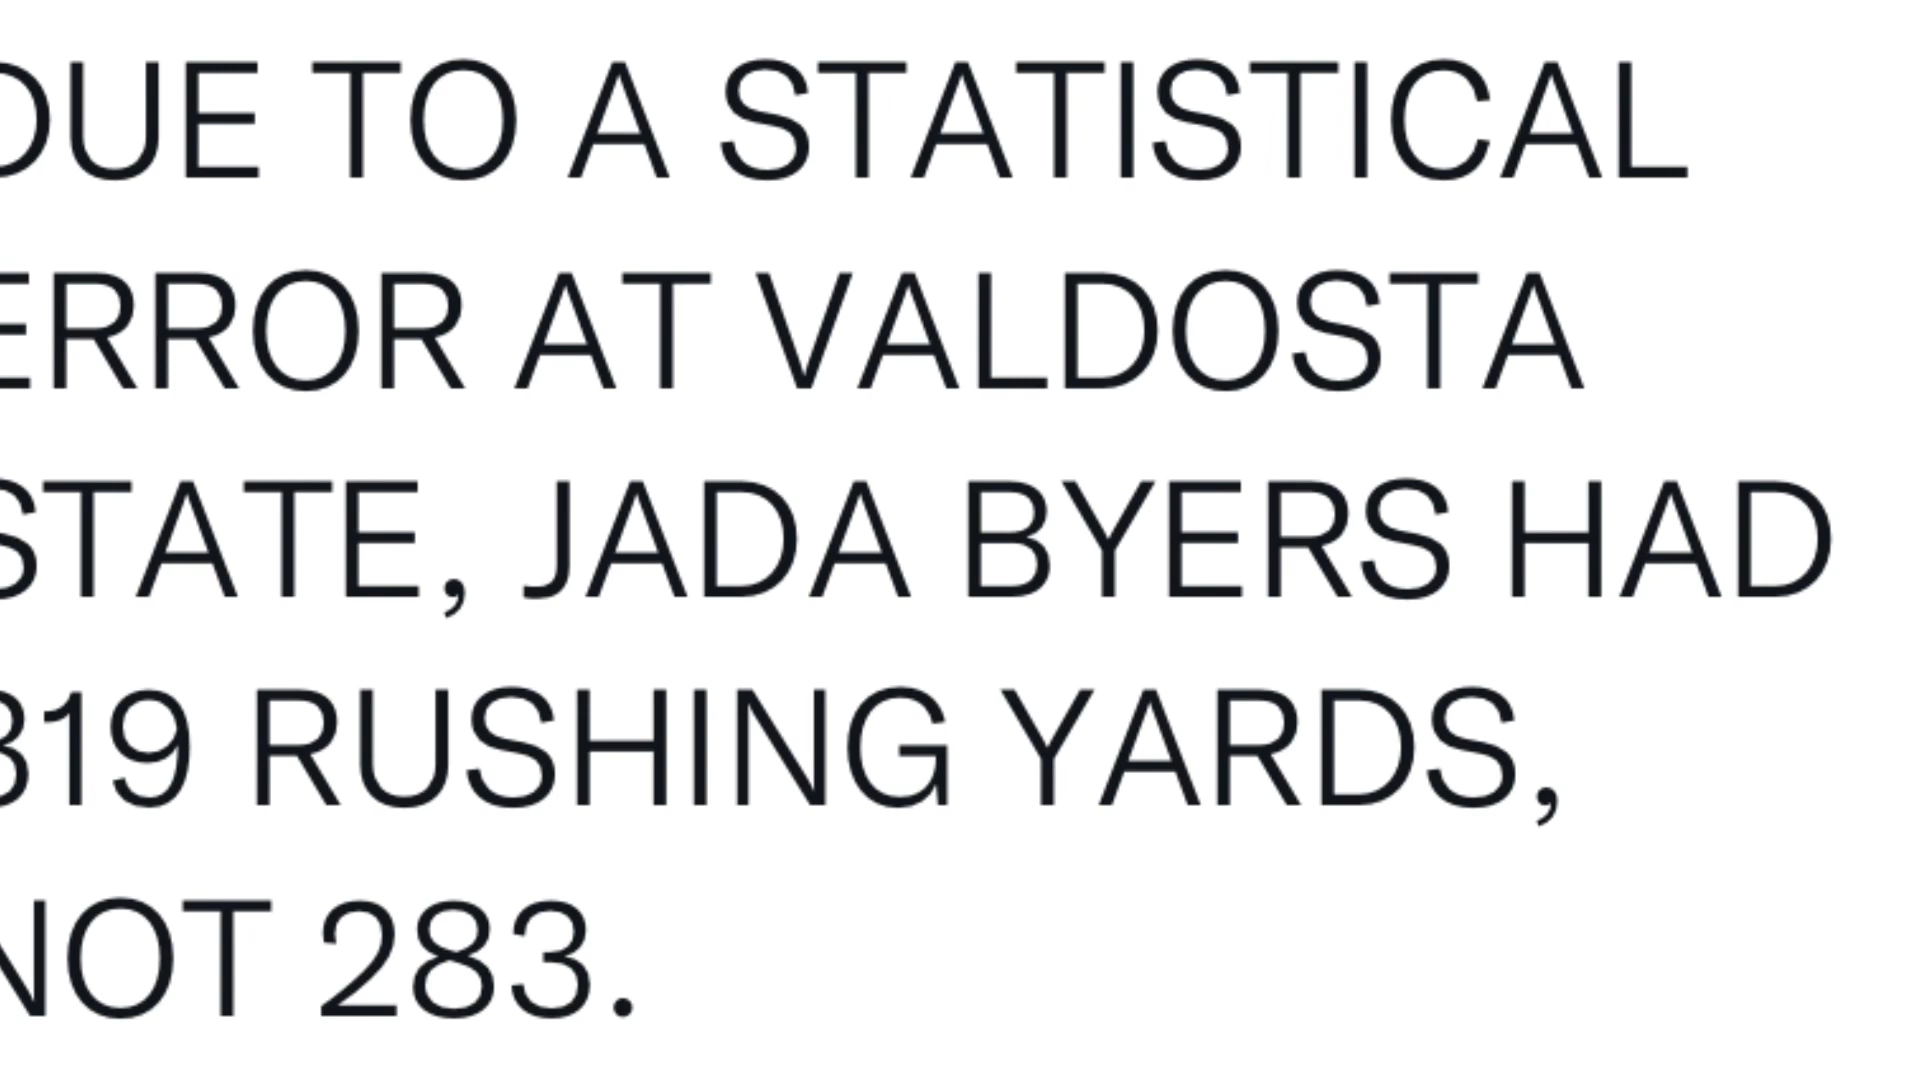 DUE TO A STATISTICAL
ERROR AT VALDOSTA
STATE, JADA BYERS HAD
319 RUSHING YARDS,
NOT 283.